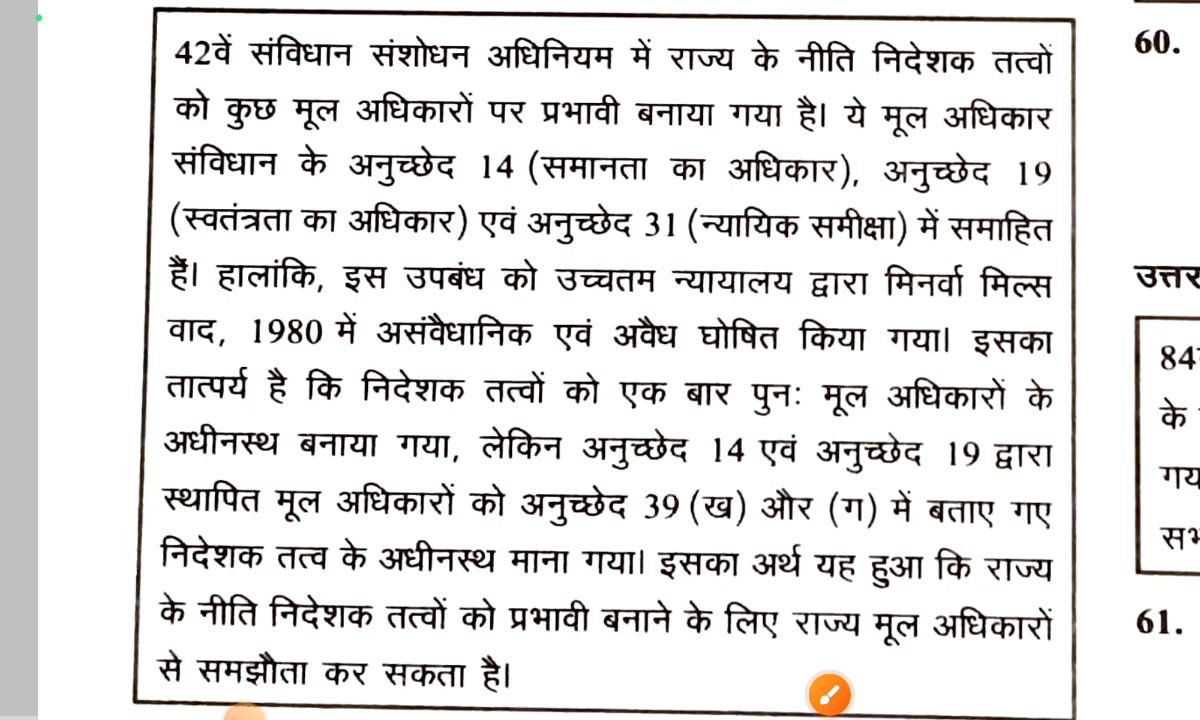 42वें संविधान संशोधन अधिनियम में राज्य के नीति निदेशक तत्वों
को कुछ मूल अधिकारों पर प्रभावी बनाया गया है। ये मूल अधिकार
संविधान के अनुच्छेद 14 (समानता का अधिकार), अनुच्छेद 19
(स्वतंत्रता का अधिकार) एवं अनुच्छेद 31 (न्यायिक समीक्षा) में समाहित
हैं। हालांकि, इस उपबंध को उच्चतम न्यायालय द्वारा मिनर्वा मिल्स
वाद, 1980 में असंवैधानिक एवं अवैध घोषित किया गया। इसका
तात्पर्य है कि निदेशक तत्वों को एक बार पुनः मूल अधिकारों के
अधीनस्थ बनाया गया, लेकिन अनुच्छेद 14 एवं अनुच्छेद 19 द्वारा
स्थापित मूल अधिकारों को अनुच्छेद 39 (ख) और (ग) में बताए गए
निदेशक तत्व के अधीनस्थ माना गया। इसका अर्थ यह हुआ कि राज्य
के नीति निदेशक तत्वों को प्रभावी बनाने के लिए राज्य मूल अधिकारों
से समझौता कर सकता है।
60.
उत्तर
84
के
61.